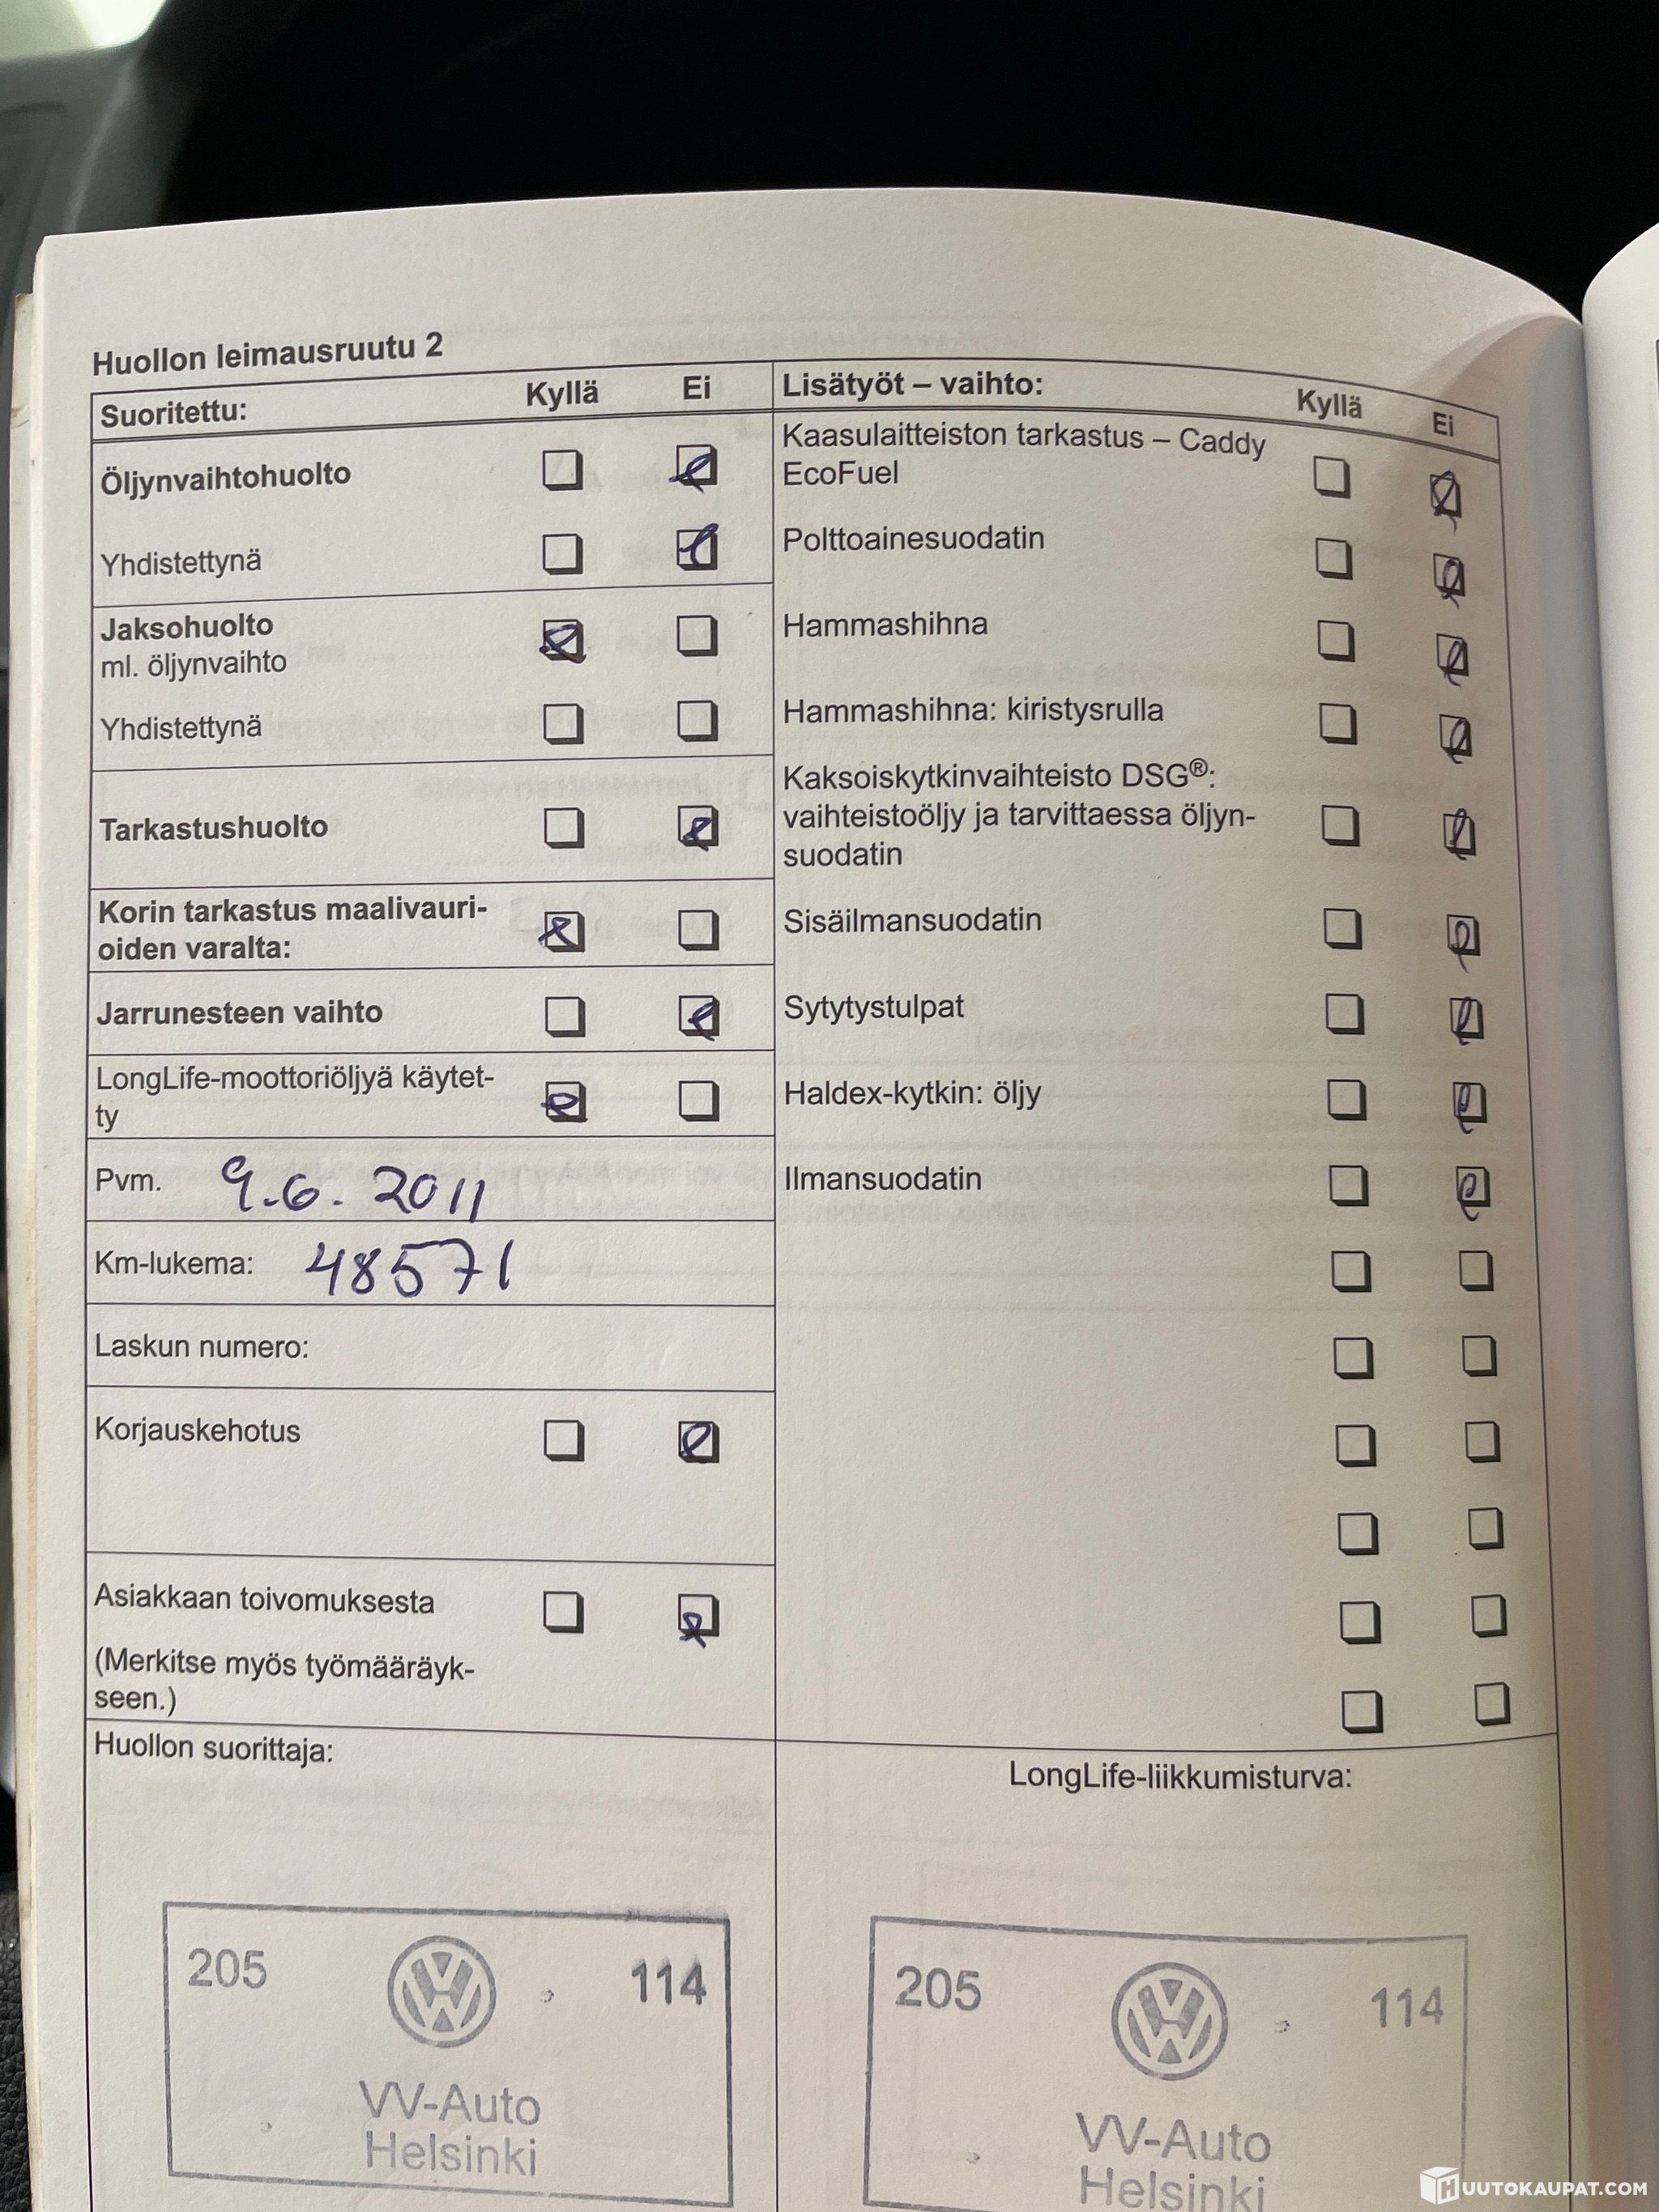 Huollon leimausruutu 2
Suoritettu: Kyllä Ei
Öljynvaihtohuolto
Yhdistettynä
Jaksohuolto
ml. öljynvaihto
Yhdistettynä
Tarkastushuolto
Korin tarkastus maalivauri-
oiden varalta:
Jarrunesteen vaihto
LongLife-moottoriöljyä käytet-
ty
Pvm. 9.6. 2011
Km-lukema: 48571
Laskun numero:
Korjauskehotus
Asiakkaan toivomuksesta
(Merkitse myös työmääräyk-
seen.)
Lisätyöt – vaihto: Kyllä Ei
Kaasulaitteiston tarkastus – Caddy
EcoFuel
Polttoainesuodatin
Hammashihna
Hammashihna: kiristysrulla
Kaksoiskytkinvaihteisto DSG®:
vaihteistoöljy ja tarvittaessa öljyn-
suodatin
Sisäilmansuodatin
Sytytystulpat
Haldex-kytkin: öljy
Ilmansuodatin
Huollon suorittaja:
205 114
VV-Auto
Helsinki
LongLife-liikkumisturva:
205 114
VV-Auto
Helsinki
HUUTOKAUPAT.COM